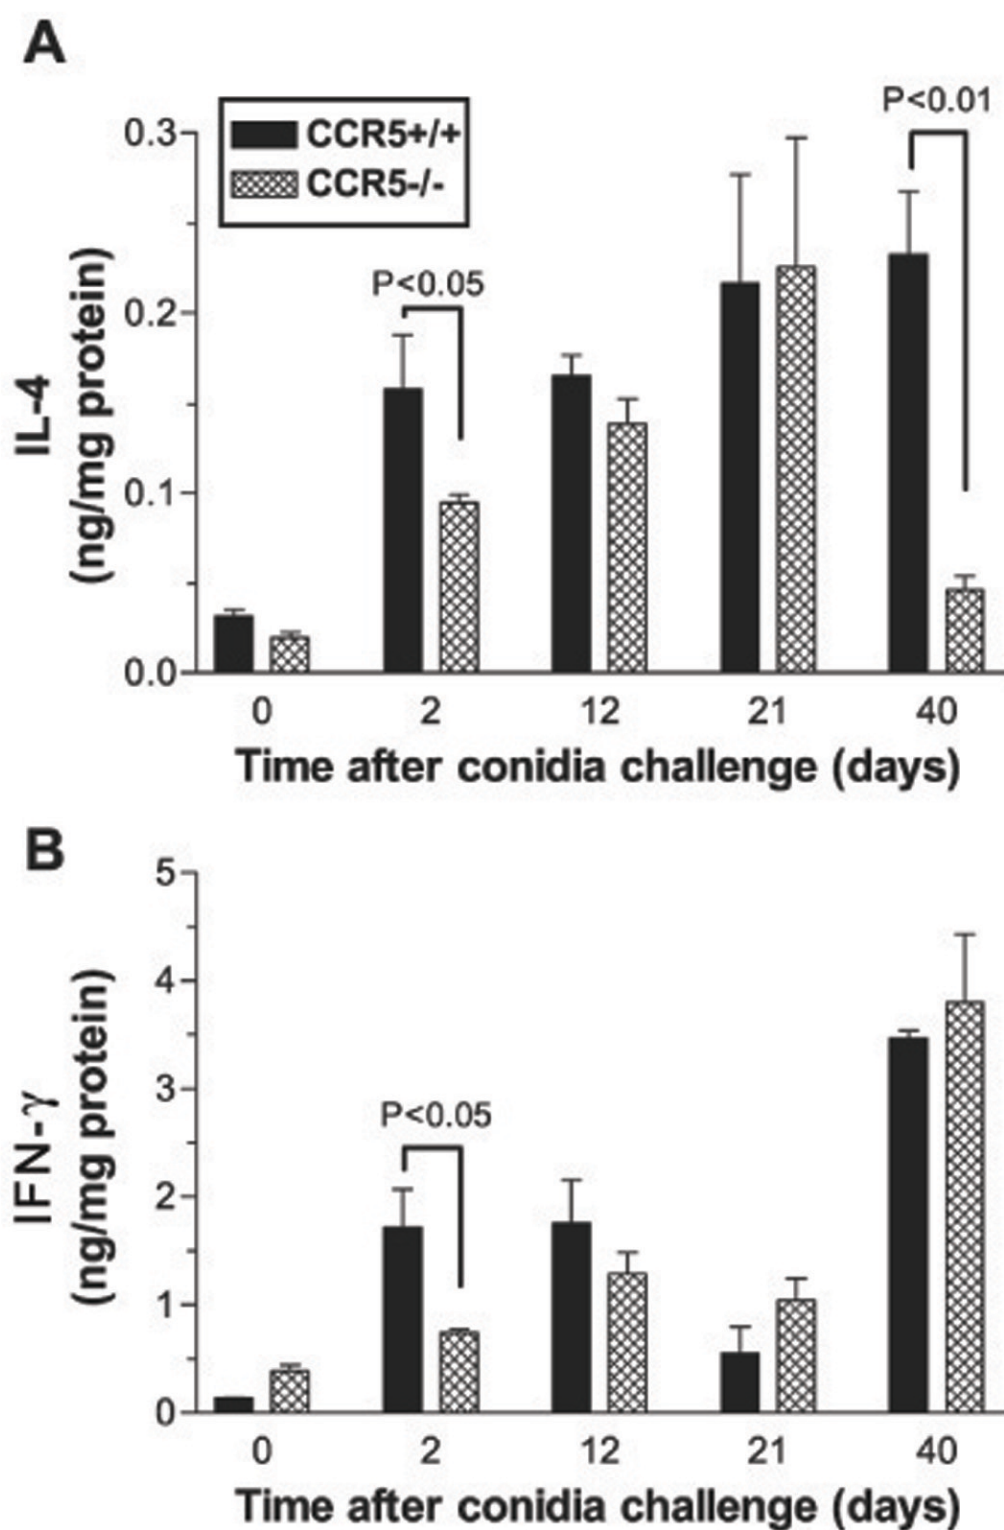 A
P<0.01
CCR5+/+
CCR5-/-
P<0.05
0.3
0.2
0.1
0.0
IL-4
(ng/mg protein)
0 2 12 21 40
Time after conidia challenge (days)
B
5
4
3
2
1
0
P<0.05
IFN-γ
(ng/mg protein)
0 2 12 21 40
Time after conidia challenge (days)